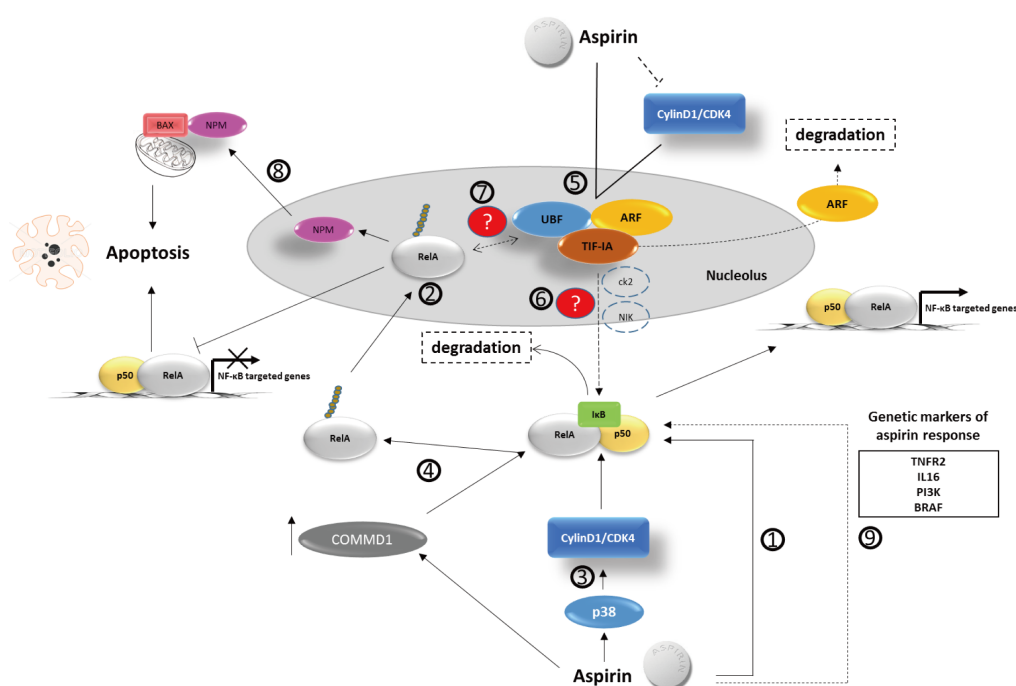 ASPIRIN
Aspirin
CylinD1/CDK4
degradation
BAX
NPM
⑧
⑦
⑤
?
UBF
ARF
ARF
TIF-IA
NPM
RelA
Nucleolus
Apoptosis
②
⑥
?
ck2
NIK
p50
RelA
NF-κB targeted genes
degradation
p50
RelA
NF-κB targeted genes
IκB
RelA
p50
RelA
④
Genetic markers of
aspirin response
TNFR2
IL16
PI3K
BRAF
COMMD1
CylinD1/CDK4
①
⑨
③
p38
Aspirin
ASPIRIN